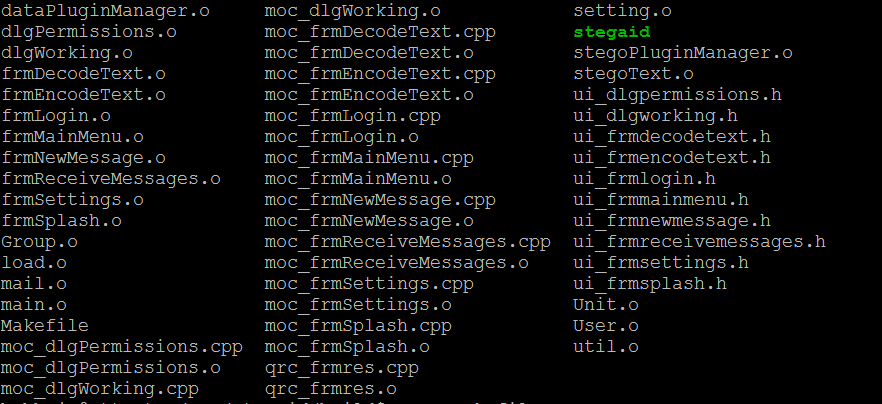 dataPluginManager.o moc_dlgWorking.o setting.o
dlgPermissions.o moc_frmDecodeText.cpp stegaid
dlgWorking.o moc_frmDecodeText.o stegoPluginManager.o
frmDecodeText.o moc_frmEncodeText.cpp stegoText.o
frmEncodeText.o moc_frmEncodeText.o ui_dlgpermissions.h
frmLogin.o moc_frmLogin.cpp ui_dlgworking.h
frmMainMenu.o moc_frmLogin.o ui_frmdecodetext.h
frmNewMessage.o moc_frmMainMenu.cpp ui_frmencodetext.h
frmReceiveMessages.o moc_frmMainMenu.o ui_frmlogin.h
frmSettings.o moc_frmNewMessage.cpp ui_frmmainmenu.h
frmSplash.o moc_frmNewMessage.o ui_frmnewmessage.h
Group.o moc_frmReceiveMessages.cpp ui_frmreceivemessages.h
load.o moc_frmReceiveMessages.o ui_frmsettings.h
mail.o moc_frmSettings.cpp ui_frmsplash.h
main.o moc_frmSettings.o Unit.o
Makefile moc_frmSplash.cpp User.o
moc_dlgPermissions.cpp moc_frmSplash.o util.o
moc_dlgPermissions.o qrc_frmres.cpp
moc_dlgWorking.cpp qrc_frmres.o